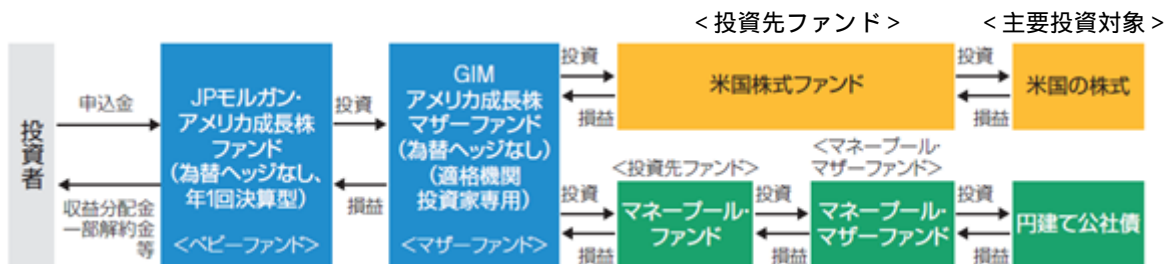 <投資先ファンド>
<主要投資対象>
投資者
申込金
収益分配金
一部解約金
等
JPモルガン・
アメリカ成長株
ファンド
(為替ヘッジなし、
年1回決算型)
<ベビーファンド>
投資
損益
GIM
アメリカ成長株
マザーファンド
(為替ヘッジなし)
(適格機関
投資家専用)
<マザーファンド>
投資
損益
米国株式ファンド
投資
損益
米国の株式
投資
損益
<投資先ファンド>
マネープール・
ファンド
投資
損益
<マネープール・
マザーファンド>
マネープール・
マザーファンド
投資
損益
円建て公社債